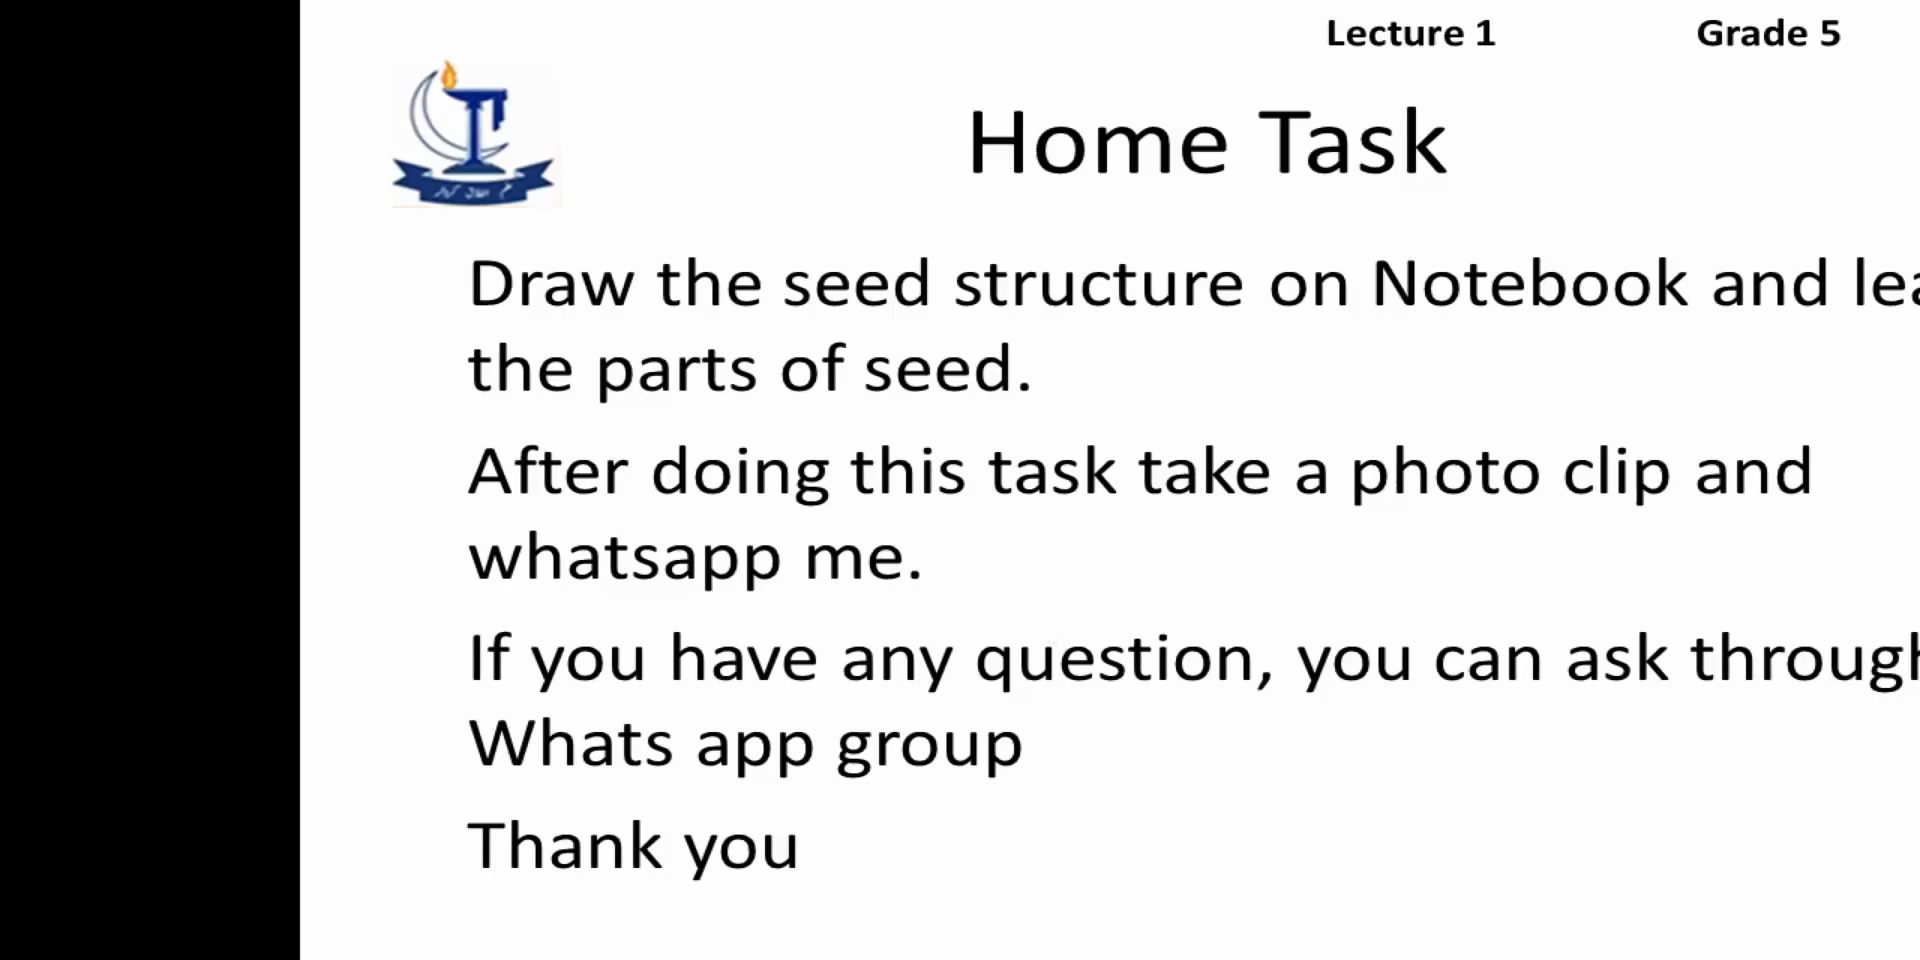 Lecture 1 Grade 5
Home Task
Draw the seed structure on Notebook and lea
the parts of seed.
After doing this task take a photo clip and
whatsapp me.
If you have any question, you can ask through
Whats app group
Thank you